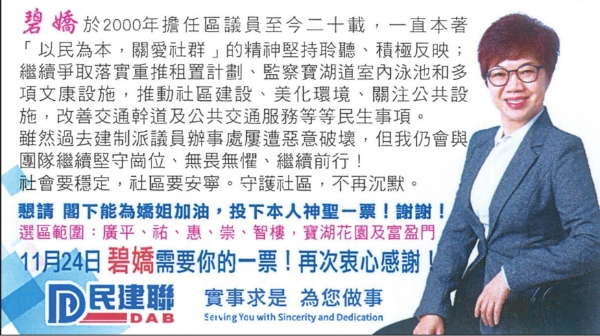 碧嬌於2000年擔任區議員至今二十載，一直本著
「以民為本，關愛社群」的精神堅持聆聽、積極反映；
繼續爭取落實重推租置計劃、監察寶湖道室內泳池和多
項文康設施，推動社區建設、美化環境、關注公共設
施，改善交通幹道及公共交通服務等等民生事項。
雖然過去建制派議員辦事處屢遭惡意破壞，但我仍會與
團隊繼續堅守崗位、無畏無懼、繼續前行！
社會要穩定，社區要安寧。守護社區，不再沉默。
懇請 閣下能為嬌姐加油，投下本人神聖一票！謝謝！
選區範圍：廣平、祐、惠、崇、智樓，寶湖花園及富盈門
11月24日 碧嬌需要你的一票！再次衷心感謝！
民建聯
DAB
實事求是 為您做事
Serving You with Sincerity and Dedication